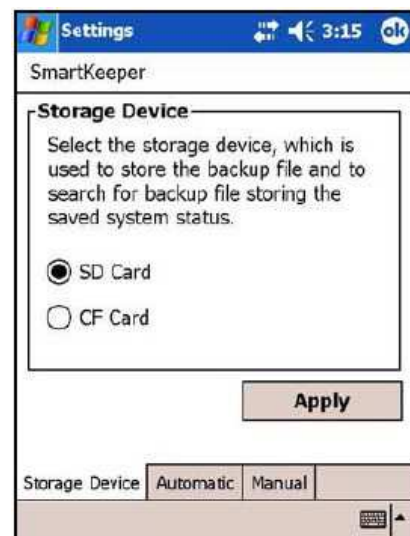 Settings 3:15 ok
SmartKeeper
Storage Device
Select the storage device, which is
used to store the backup file and to
search for backup file storing the
saved system status.
SD Card
CF Card
Apply
Storage Device Automatic Manual